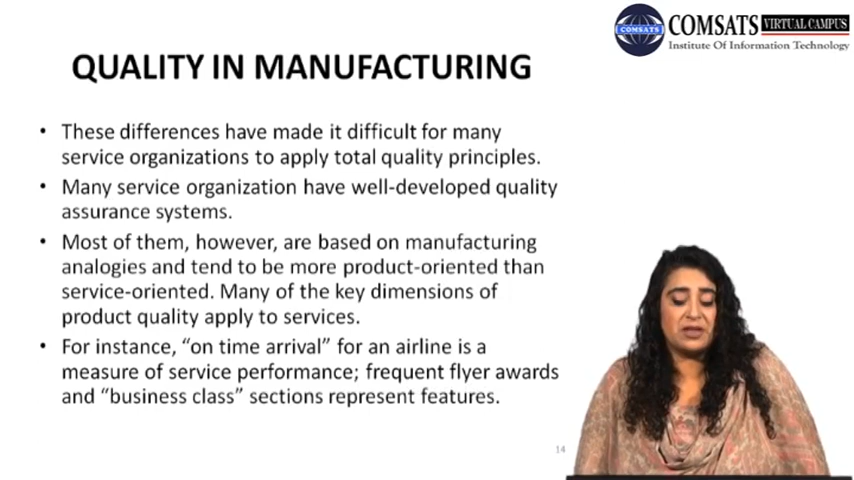 COMSATS
COMSATS VIRTUAL CAMPUS
Institute Of Information Technology
QUALITY IN MANUFACTURING
• These differences have made it difficult for many
service organizations to apply total quality principles.
• Many service organization have well-developed quality
assurance systems.
• Most of them, however, are based on manufacturing
analogies and tend to be more product-oriented than
service-oriented. Many of the key dimensions of
product quality apply to services.
• For instance, “on time arrival” for an airline is a
measure of service performance; frequent flyer awards
and “business class” sections represent features.
14